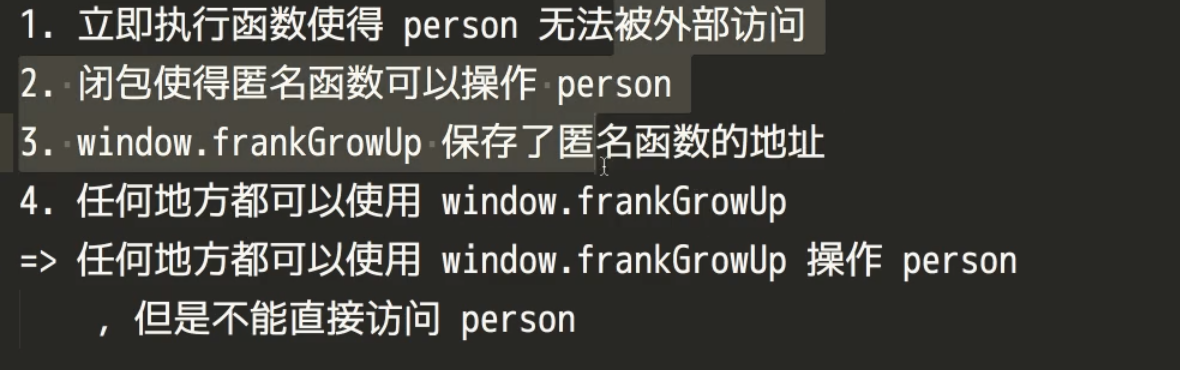 1. 立即执行函数使得 person 无法被外部访问
2. 闭包使得匿名函数可以操作 person
3. window.frankGrowUp 保存了匿名函数的地址
4. 任何地方都可以使用 window.frankGrowUp
=> 任何地方都可以使用 window.frankGrowUp 操作 person
，但是不能直接访问 person